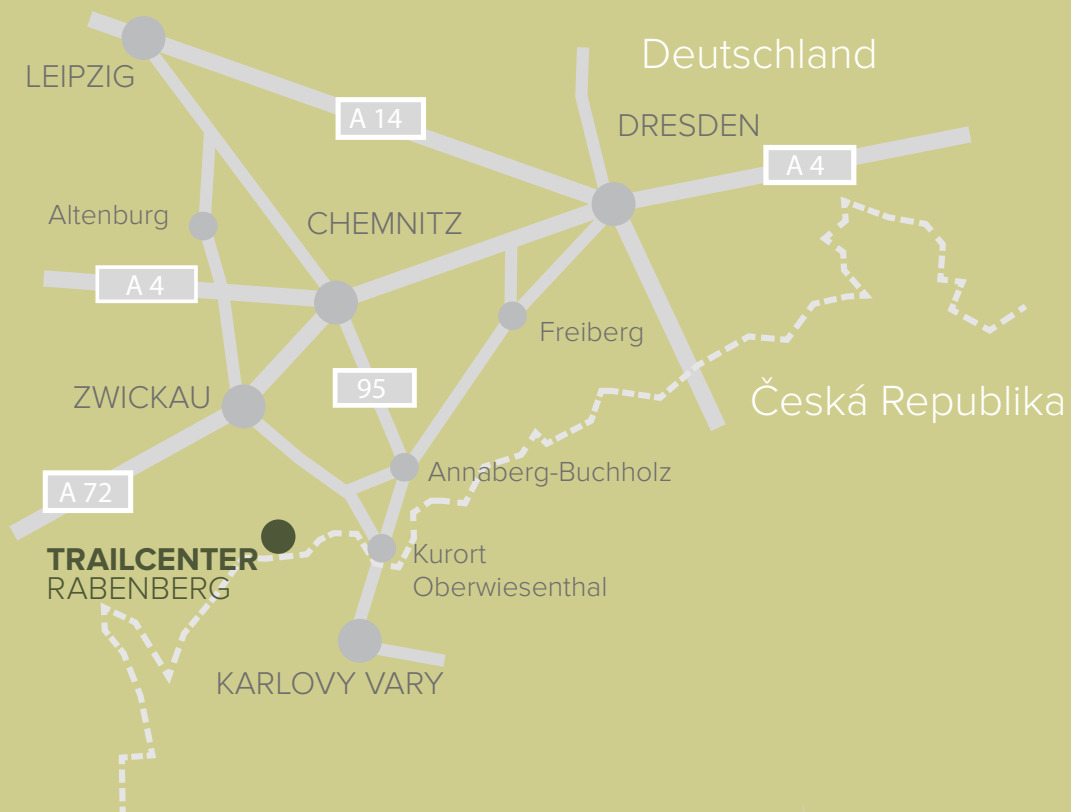 Deutschland
LEIPZIG
A 14
DRESDEN
A 4
Altenburg
CHEMNITZ
A 4
Freiberg
95
ZWICKAU
Česká Republika
Annaberg-Buchholz
A 72
TRAILCENTER
RABENBERG
Kurort
Oberwiesenthal
KARLOVY VARY